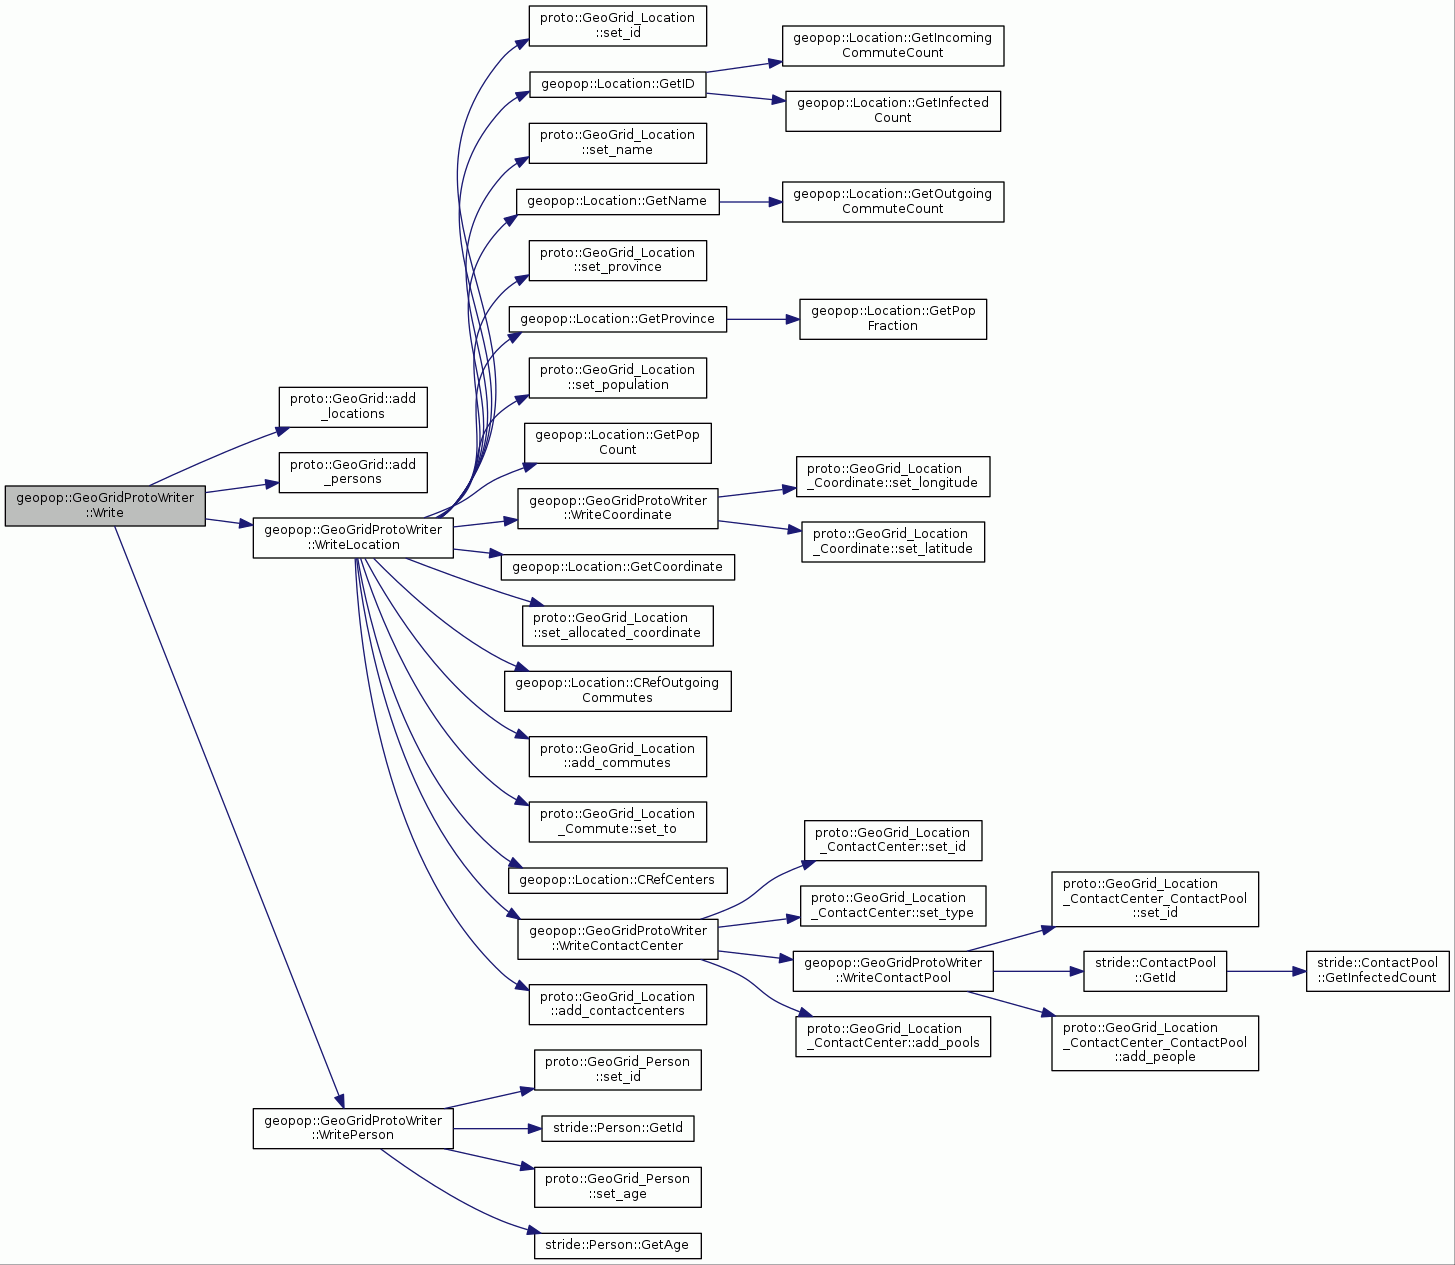 geopop::GeoGridProtoWriter
::Write
proto::GeoGrid::add
_locations
proto::GeoGrid::add
_persons
geopop::GeoGridProtoWriter
::WriteLocation
geopop::GeoGridProtoWriter
::WritePerson
proto::GeoGrid_Location
::set_id
geopop::Location::GetID
proto::GeoGrid_Location
::set_name
geopop::Location::GetName
proto::GeoGrid_Location
::set_province
geopop::Location::GetProvince
proto::GeoGrid_Location
::set_population
geopop::Location::GetPop
Count
geopop::GeoGridProtoWriter
::WriteCoordinate
geopop::Location::GetCoordinate
proto::GeoGrid_Location
::set_allocated_coordinate
geopop::Location::CRefOutgoing
Commutes
proto::GeoGrid_Location
::add_commutes
proto::GeoGrid_Location
_Commute::set_to
geopop::Location::CRefCenters
geopop::GeoGridProtoWriter
::WriteContactCenter
proto::GeoGrid_Location
::add_contactcenters
proto::GeoGrid_Person
::set_id
stride::Person::GetId
proto::GeoGrid_Person
::set_age
stride::Person::GetAge
geopop::Location::GetIncoming
CommuteCount
geopop::Location::GetInfected
Count
geopop::Location::GetOutgoing
CommuteCount
geopop::Location::GetPop
Fraction
proto::GeoGrid_Location
_Coordinate::set_longitude
proto::GeoGrid_Location
_Coordinate::set_latitude
proto::GeoGrid_Location
_ContactCenter::set_id
proto::GeoGrid_Location
_ContactCenter::set_type
geopop::GeoGridProtoWriter
::WriteContactPool
proto::GeoGrid_Location
_ContactCenter::add_pools
proto::GeoGrid_Location
_ContactCenter_ContactPool
::set_id
stride::ContactPool
::GetId
proto::GeoGrid_Location
_ContactCenter_ContactPool
::add_people
stride::ContactPool
::GetInfectedCount